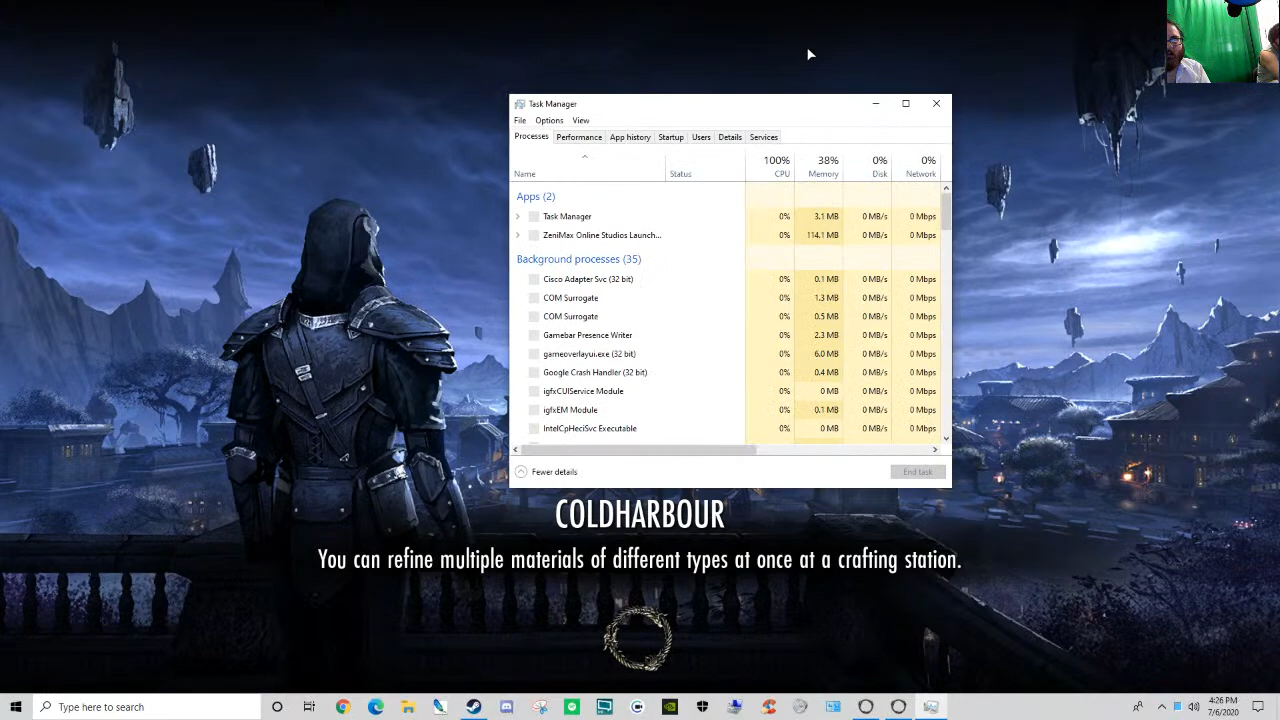 Task Manager
File Options View
Processes Performance App history Startup Users Details Services
100% 38% 0% 0%
Name Status CPU Memory Disk Network
Apps (2)
Task Manager 0% 3.1 MB 0 MB/s 0 Mbps
ZeniMax Online Studios Launch... 0% 114.1 MB 0 MB/s 0 Mbps
Background processes (35)
Cisco Adapter Svc (32 bit) 0% 0.1 MB 0 MB/s 0 Mbps
COM Surrogate 0% 1.3 MB 0 MB/s 0 Mbps
COM Surrogate 0% 0.5 MB 0 MB/s 0 Mbps
Gamebar Presence Writer 0% 2.3 MB 0 MB/s 0 Mbps
gameoverlayui.exe (32 bit) 0% 6.0 MB 0 MB/s 0 Mbps
Google Crash Handler (32 bit) 0% 0.4 MB 0 MB/s 0 Mbps
igfxCUIService Module 0% 0 MB 0 MB/s 0 Mbps
igfxEM Module 0% 0.1 MB 0 MB/s 0 Mbps
IntelCpHeciSvc Executable 0% 0 MB 0 MB/s 0 Mbps
Fewer details End task
COLDHARBOUR
You can refine multiple materials of different types at once at a crafting station.
Type here to search
4:26 PM
7/6/2020